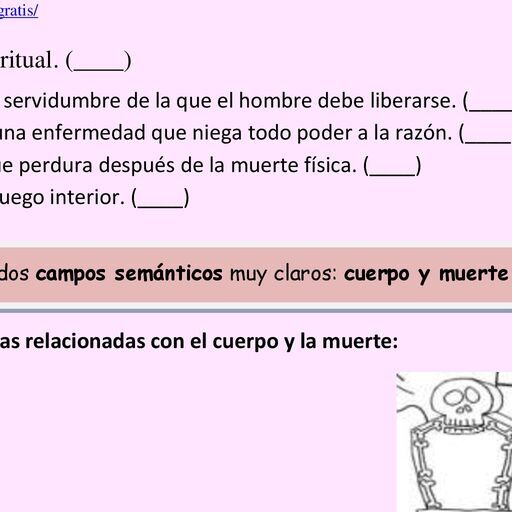 gratis/
ritual. (____)
servidumbre de la que el hombre debe liberarse. (____
una enfermedad que niega todo poder a la razón. (____
ue perdura después de la muerte física. (____)
uego interior. (____)
dos campos semánticos muy claros: cuerpo y muerte
as relacionadas con el cuerpo y la muerte: